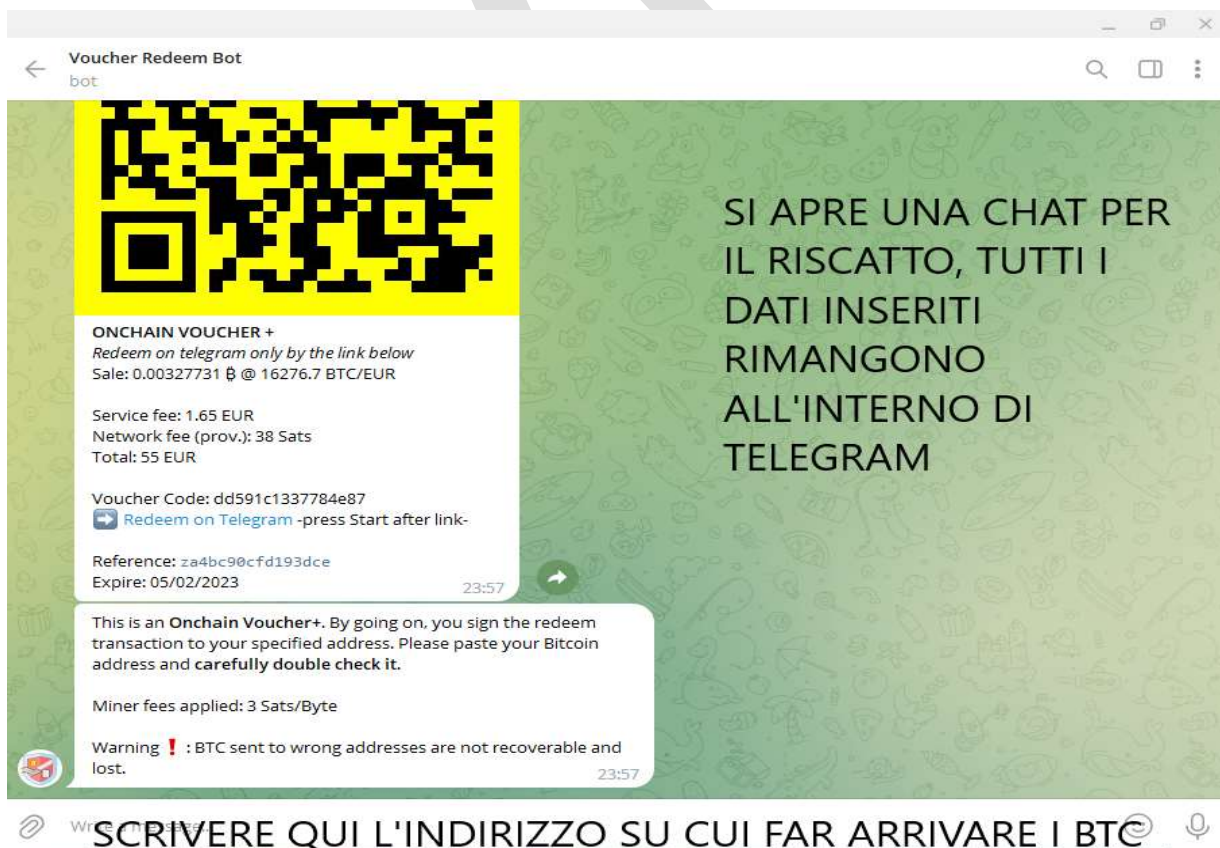 Voucher Redeem Bot
bot
ONCHAIN VOUCHER +
Redeem on telegram only by the link below
Sale: 0.00327731 ₿ @ 16276.7 BTC/EUR
Service fee: 1.65 EUR
Network fee (prov.): 38 Sats
Total: 55 EUR
Voucher Code: dd591c1337784e87
➡ Redeem on Telegram -press Start after link-
Reference: za4bc90cfd193dce
Expire: 05/02/2023
23:57
SI APRE UNA CHAT PER
IL RISCATTO, TUTTI I
DATI INSERITI
RIMANGONO
ALL'INTERNO DI
TELEGRAM
This is an Onchain Voucher+. By going on, you sign the redeem
transaction to your specified address. Please paste your Bitcoin
address and carefully double check it.
Miner fees applied: 3 Sats/Byte
Warning❗ : BTC sent to wrong addresses are not recoverable and
lost.
23:57
SCRIVERE QUI L'INDIRIZZO SU CUI FAR ARRIVARE I BTC